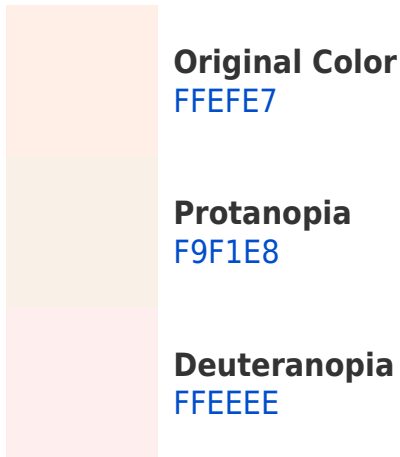 Original Color
FFEFE7
Protanopia
F9F1E8
Deuteranopia
FFEEEE